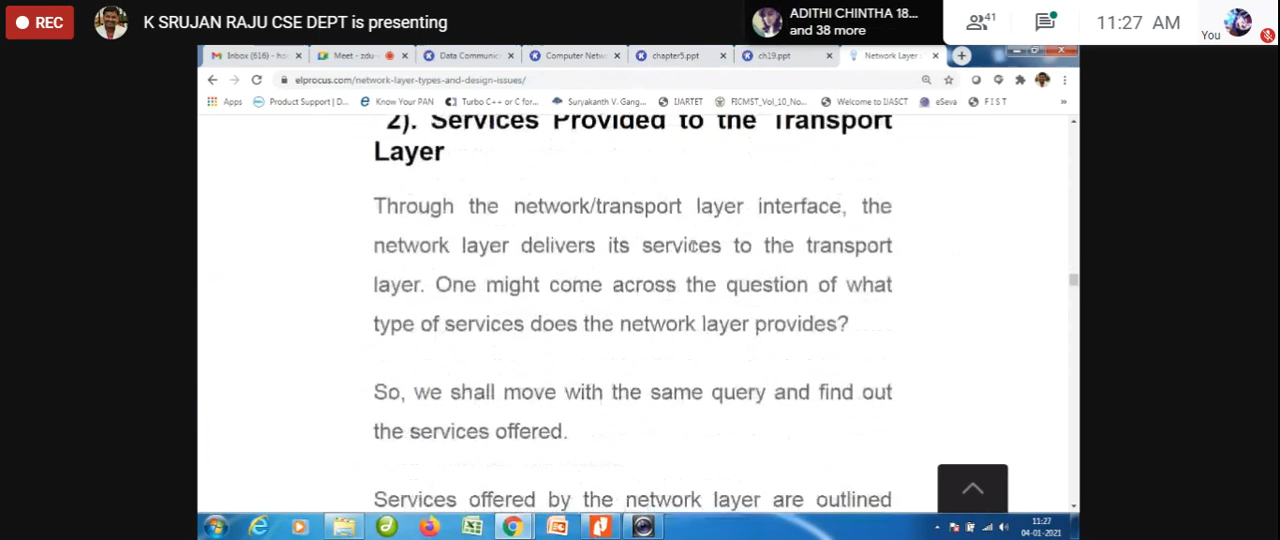 REC
K SRUJAN RAJU CSE DEPT is presenting
ADITHI CHINTHA 18...
and 38 more
41
11:27 AM
You
Inbox (616) - ho
Meet - zdu
Data Communic
Computer Netw
chapter5.ppt
ch19.ppt
Network Layer
elprocus.com/network-layer-types-and-design-issues/
Apps
Product Support | D...
Know Your PAN
Turbo C++ or C for...
Suryakanth V. Gang...
IJARTET
FICMST_Vol_10_No...
Welcome to IJASCT
eSeva
F I S T
»
2). Services Provided to the Transport
Layer
Through the network/transport layer interface, the
network layer delivers its services to the transport
layer. One might come across the question of what
type of services does the network layer provides?
So, we shall move with the same query and find out
the services offered.
Services offered by the network layer are outlined
11:27
04-01-2021